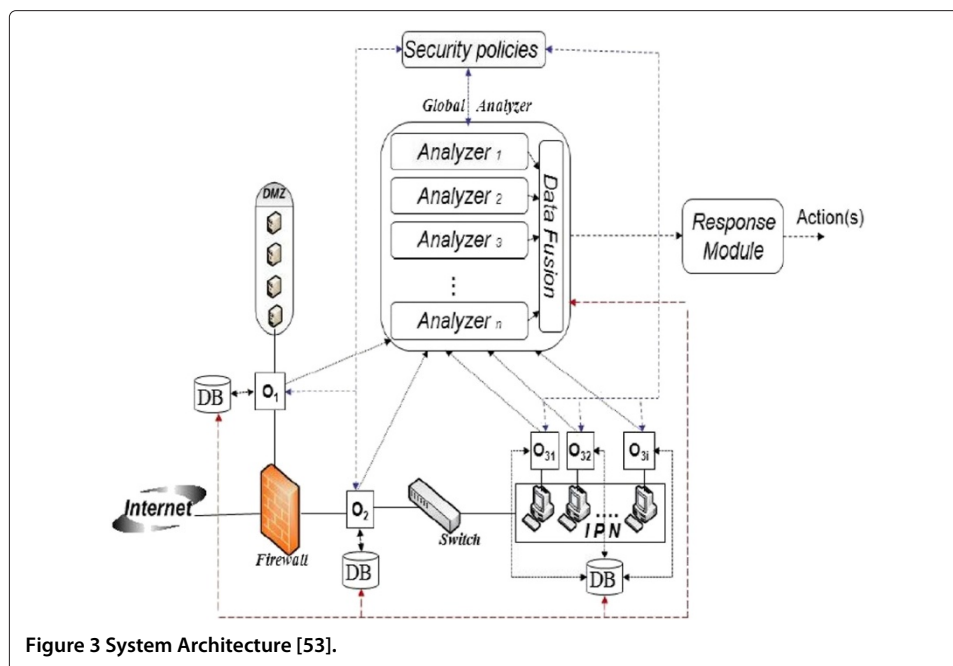 Security policies
Global Analyzer
Analyzer 1
Analyzer 2
Analyzer 3
⋮
Analyzer n
Data Fusion
Response
Module
Action(s)
DMZ
DB
O1
Internet
Firewall
O2
DB
Switch
O31
O32
O3i
....
IPN
DB
Figure 3 System Architecture [53].